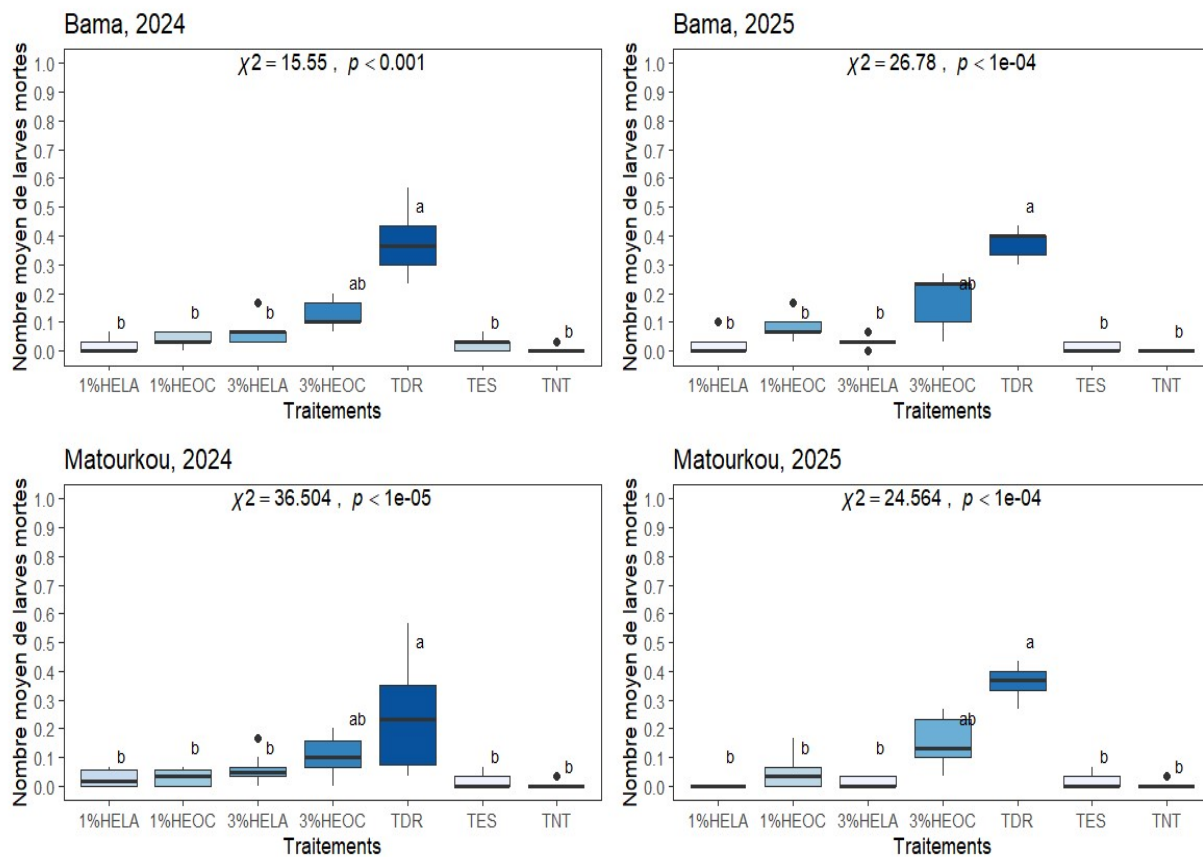 Bama, 2024
χ2 = 15.55 , p < 0.001
Nombre moyen de larves mortes
1.0
0.9
0.8
0.7
0.6
0.5
0.4
0.3
0.2
0.1
0.0
b b b ab a b b
1%HELA 1%HEOC 3%HELA 3%HEOC TDR TES TNT
Traitements
Bama, 2025
χ2 = 26.78 , p < 1e-04
Nombre moyen de larves mortes
1.0
0.9
0.8
0.7
0.6
0.5
0.4
0.3
0.2
0.1
0.0
b b b ab a b b
1%HELA 1%HEOC 3%HELA 3%HEOC TDR TES TNT
Traitements
Matourkou, 2024
χ2 = 36.504 , p < 1e-05
Nombre moyen de larves mortes
1.0
0.9
0.8
0.7
0.6
0.5
0.4
0.3
0.2
0.1
0.0
b b b ab a b b
1%HELA 1%HEOC 3%HELA 3%HEOC TDR TES TNT
Traitements
Matourkou, 2025
χ2 = 24.564 , p < 1e-04
Nombre moyen de larves mortes
1.0
0.9
0.8
0.7
0.6
0.5
0.4
0.3
0.2
0.1
0.0
b b b ab a b b
1%HELA 1%HEOC 3%HELA 3%HEOC TDR TES TNT
Traitements